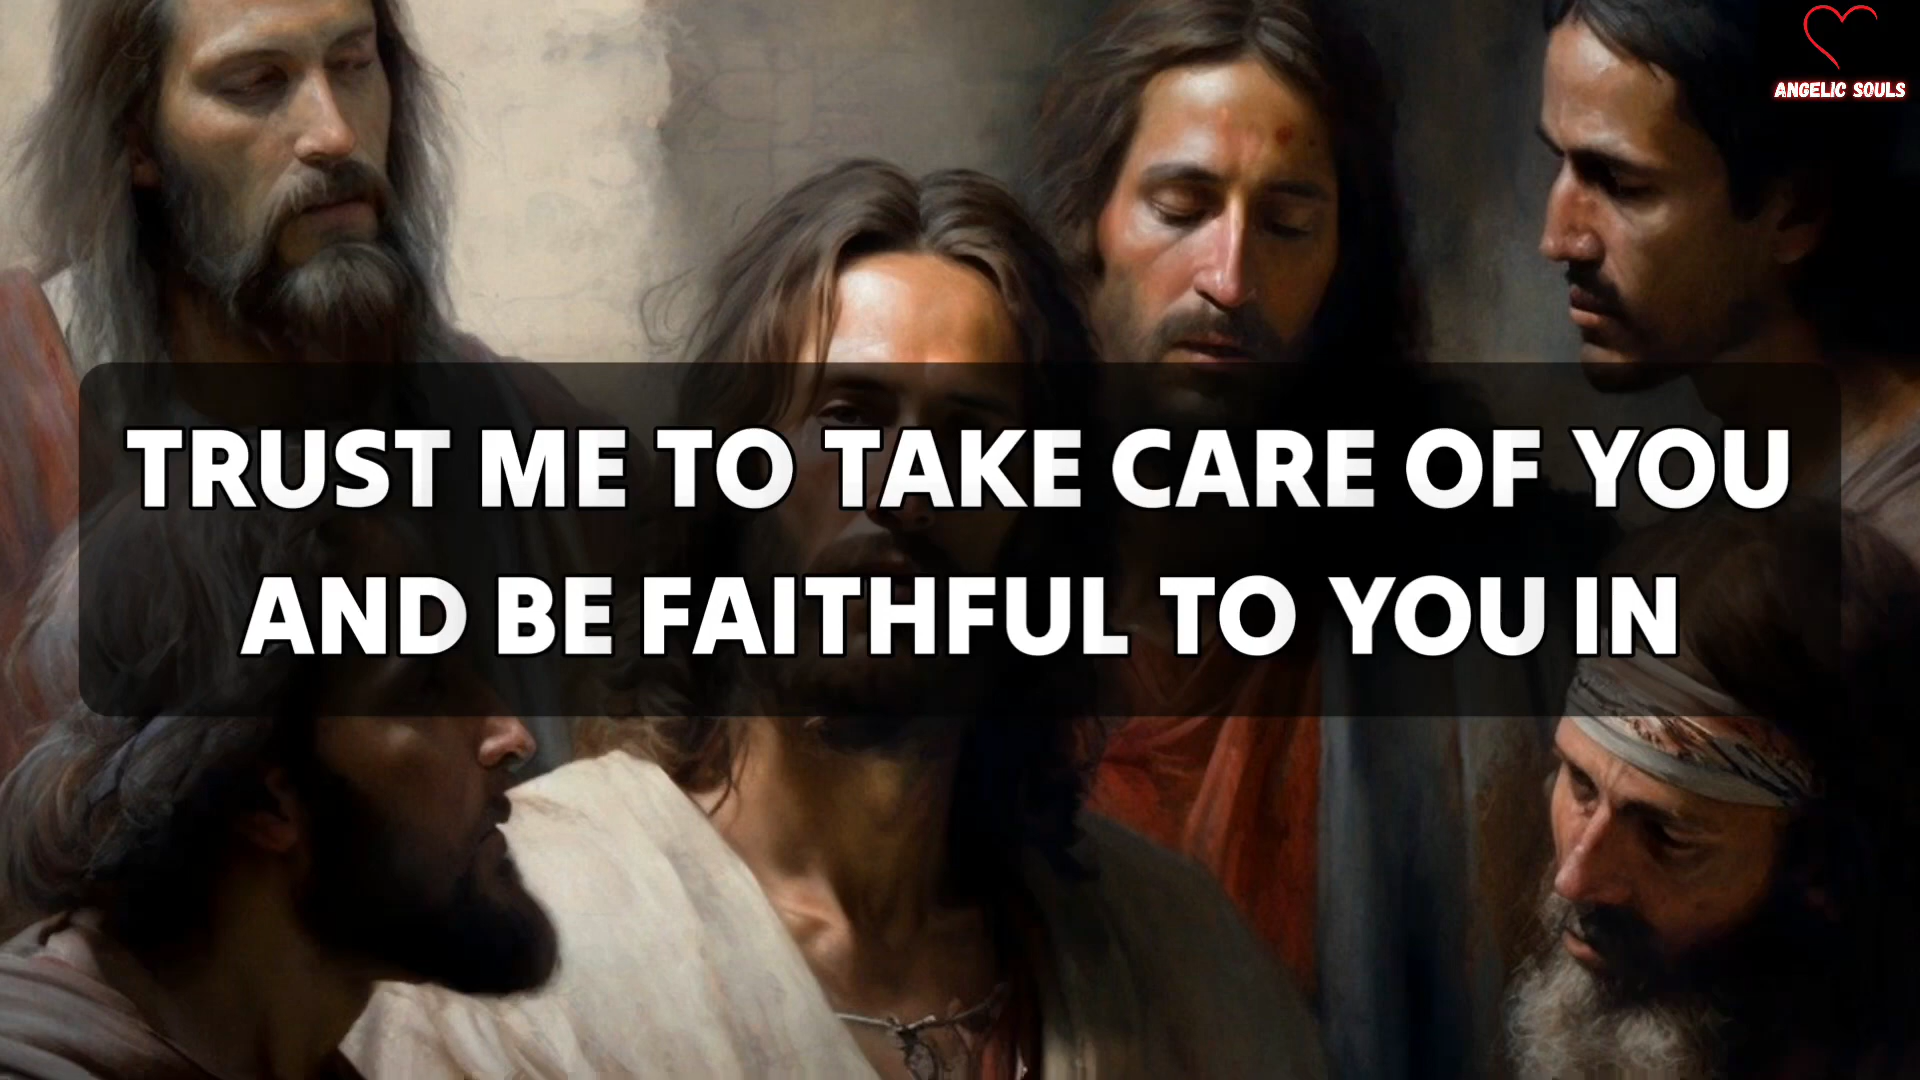 ANGELIC SOULS
TRUST ME TO TAKE CARE OF YOU
AND BE FAITHFUL TO YOU IN